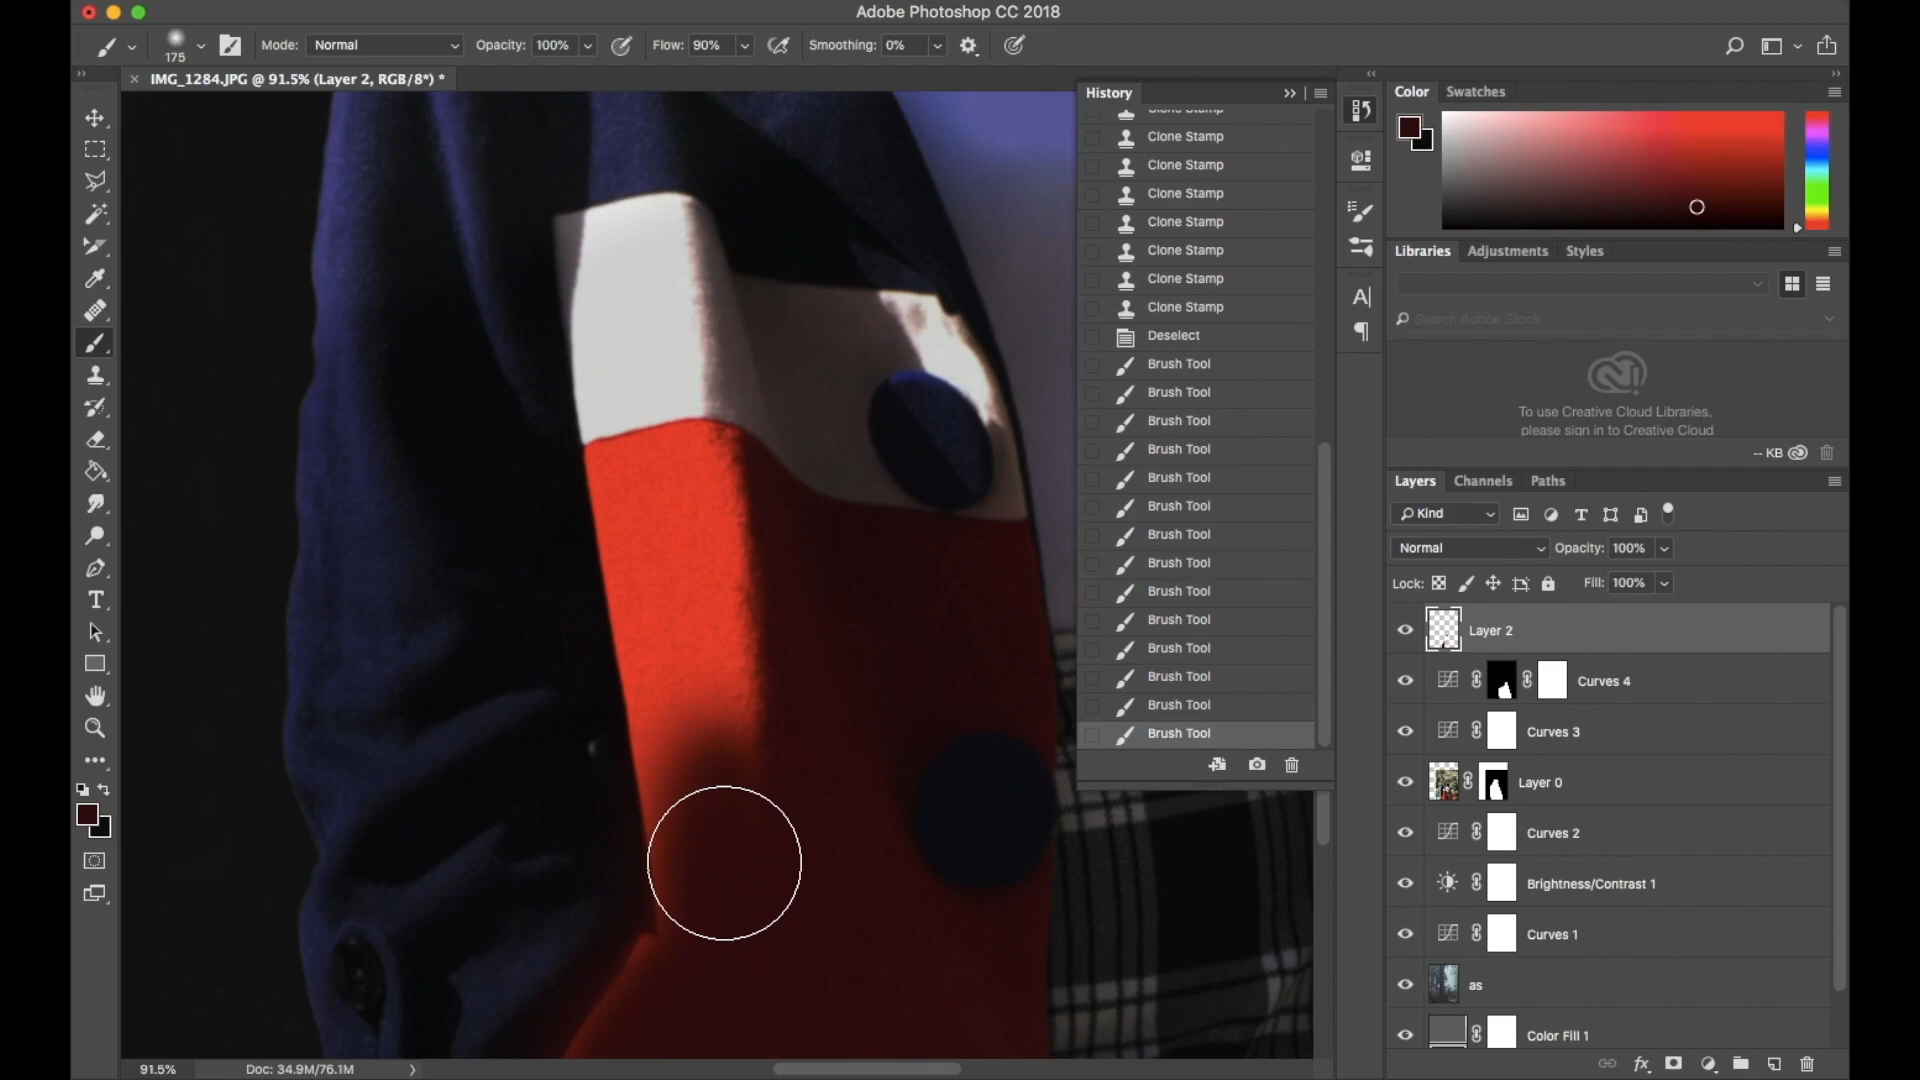 Adobe Photoshop CC 2018
175
Mode: Normal
Opacity: 100%
Flow: 90%
Smoothing: 0%
IMG_1284.JPG @ 91.5% (Layer 2, RGB/8*) *
History
Clone Stamp
Clone Stamp
Clone Stamp
Clone Stamp
Clone Stamp
Clone Stamp
Clone Stamp
Clone Stamp
Deselect
Brush Tool
Brush Tool
Brush Tool
Brush Tool
Brush Tool
Brush Tool
Brush Tool
Brush Tool
Brush Tool
Brush Tool
Brush Tool
Brush Tool
Brush Tool
Brush Tool
Color
Swatches
Libraries
Adjustments
Styles
Search Adobe Stock
To use Creative Cloud Libraries,
please sign in to Creative Cloud
-- KB
Layers
Channels
Paths
Kind
Normal
Opacity: 100%
Lock:
Fill: 100%
Layer 2
Curves 4
Curves 3
Layer 0
Curves 2
Brightness/Contrast 1
Curves 1
as
Color Fill 1
91.5%
Doc: 34.9M/76.1M